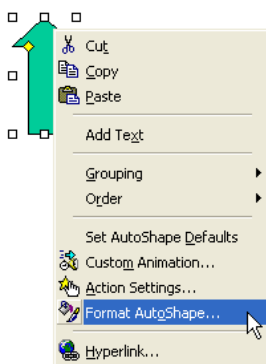 Cut
Copy
Paste
Add Text
Grouping
Order
Set AutoShape Defaults
Custom Animation...
Action Settings...
Format AutoShape...
Hyperlink...